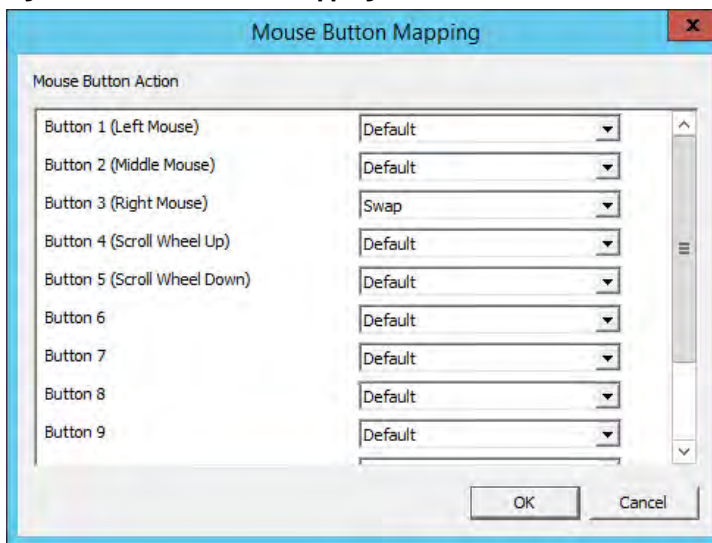 Mouse Button Mapping
x
Mouse Button Action
Button 1 (Left Mouse) Default
Button 2 (Middle Mouse) Default
Button 3 (Right Mouse) Swap
Button 4 (Scroll Wheel Up) Default
Button 5 (Scroll Wheel Down) Default
Button 6 Default
Button 7 Default
Button 8 Default
Button 9 Default
OK Cancel